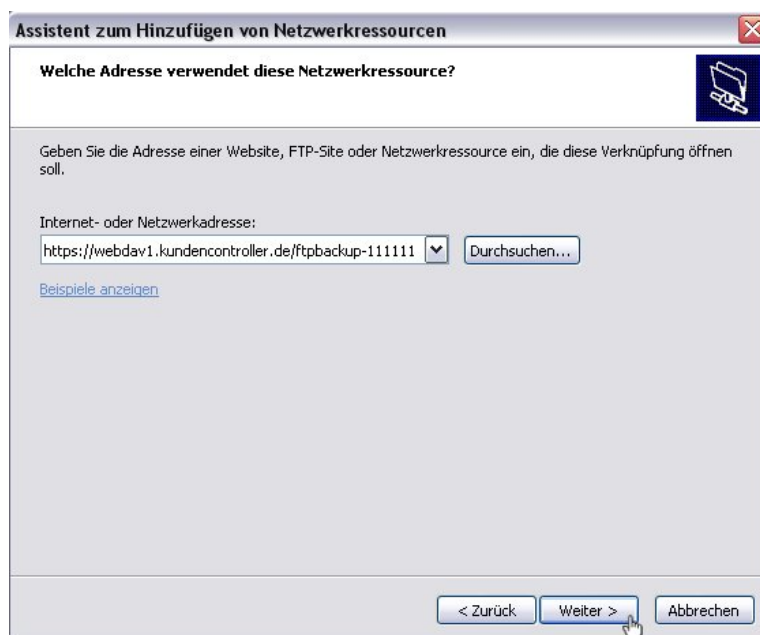 Assistent zum Hinzufügen von Netzwerkressourcen
Welche Adresse verwendet diese Netzwerkressource?
Geben Sie die Adresse einer Website, FTP-Site oder Netzwerkressource ein, die diese Verknüpfung öffnen
soll.
Internet- oder Netzwerkadresse:
https://webdav1.kundencontroller.de/ftpbackup-111111
Durchsuchen...
Beispiele anzeigen
< Zurück
Weiter >
Abbrechen